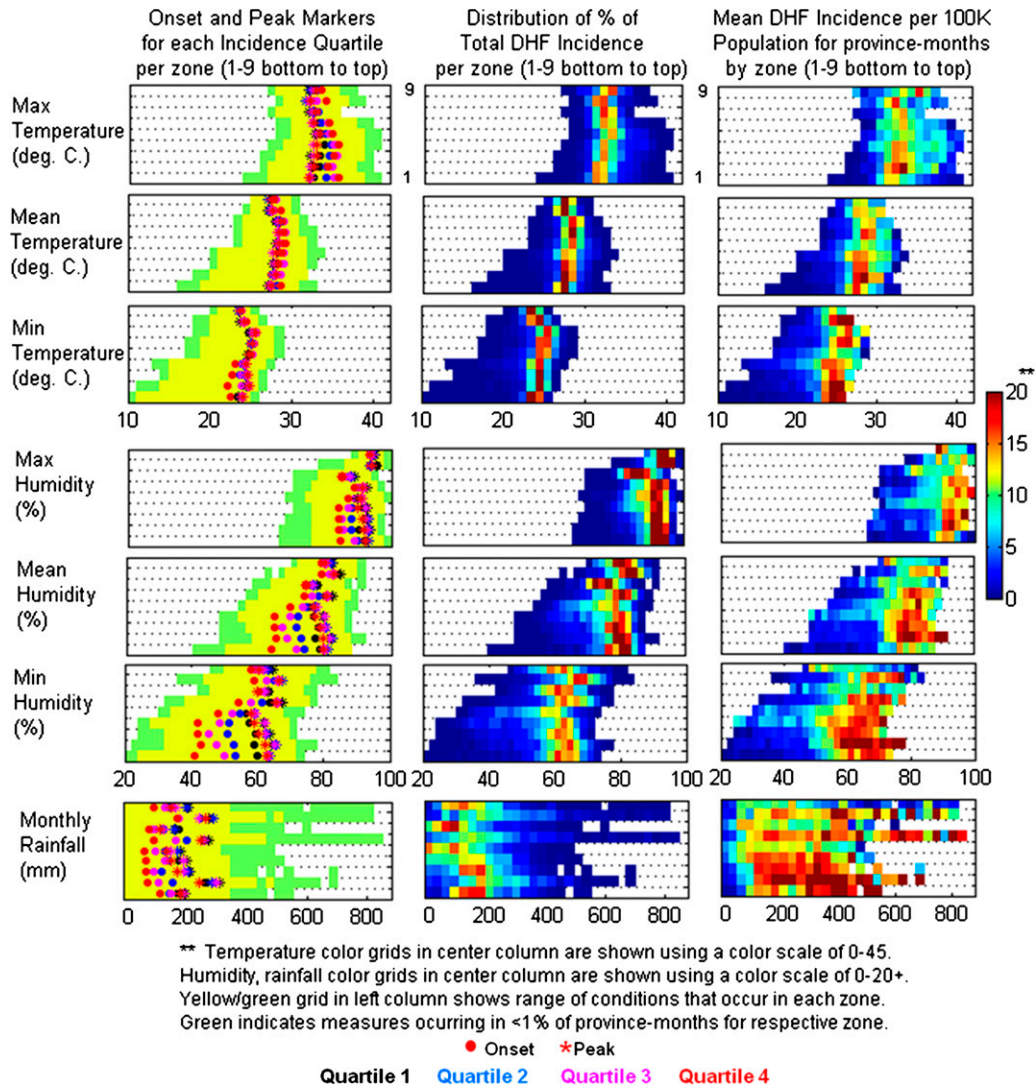 Onset and Peak Markers
for each Incidence Quartile
per zone (1-9 bottom to top)
Distribution of % of
Total DHF Incidence
per zone (1-9 bottom to top)
Mean DHF Incidence per 100K
Population for province-months
by zone (1-9 bottom to top)
Max
Temperature
(deg. C.)
9
1
9
1
Mean
Temperature
(deg. C.)
Min
Temperature
(deg. C.)
10 20 30 40
10 20 30 40
10 20 30 40
**
20
10
0
Max
Humidity
(%)
Mean
Humidity
(%)
Min
Humidity
(%)
20 40 60 80 100
20 40 60 80 100
20 40 60 80 100
Monthly
Rainfall
(mm)
0 200 400 600 800
0 200 400 600 800
0 200 400 600 800
** Temperature color grids in center column are shown using a color scale of 0-45.
Humidity, rainfall color grids in center column are shown using a color scale of 0-20+.
Yellow/green grid in left column shows range of conditions that occur in each zone.
Green indicates measures ocurring in <1% of province-months for respective zone.
● Onset *Peak
Quartile 1 Quartile 2 Quartile 3 Quartile 4